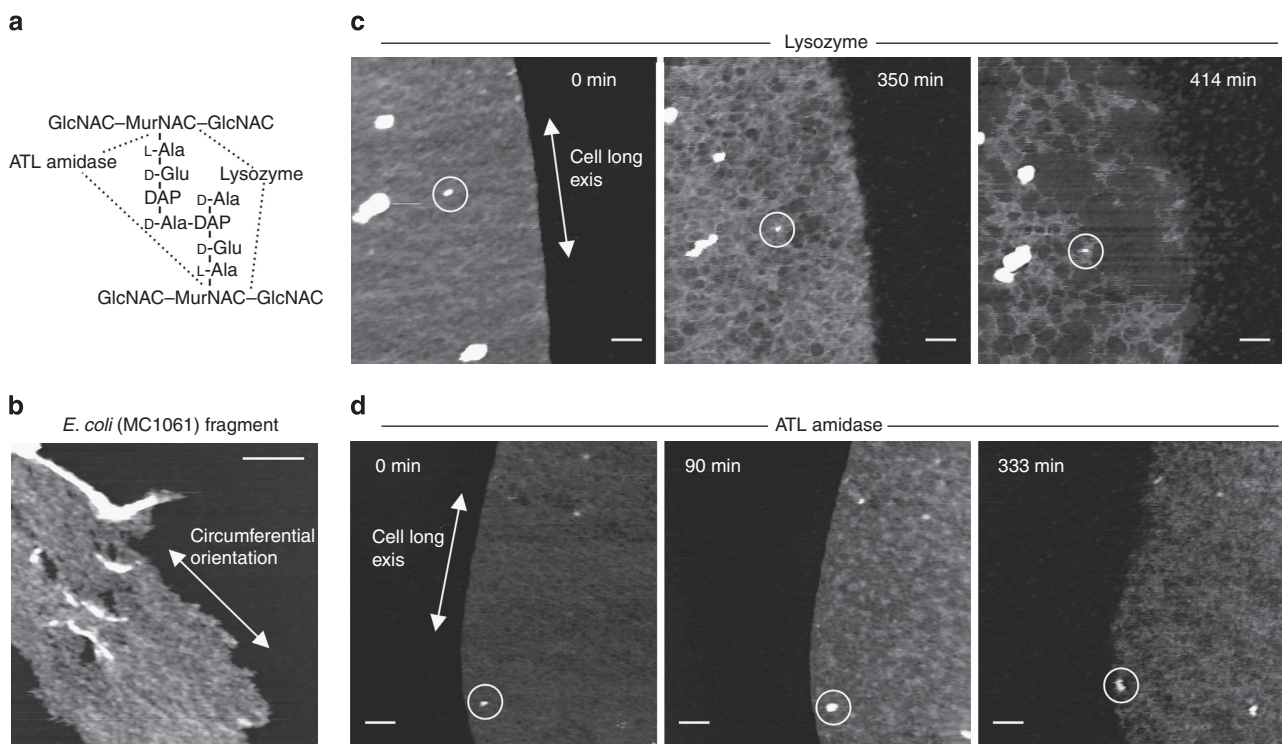 a
GlcNAC–MurNAC–GlcNAC
L-Ala
ATL amidase
D-Glu
Lysozyme
DAP
D-Ala
D-Ala-DAP
D-Glu
L-Ala
GlcNAC–MurNAC–GlcNAC
b
E. coli (MC1061) fragment
Circumferential
orientation
c
Lysozyme
0 min
Cell long
exis
350 min
414 min
d
ATL amidase
0 min
Cell long
exis
90 min
333 min